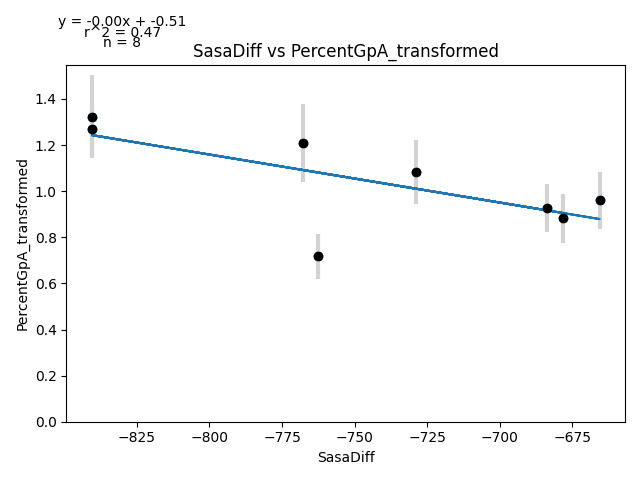 y = -0.00x + -0.51
r^2 = 0.47
n = 8
SasaDiff vs PercentGpA_transformed
PercentGpA_transformed
1.4
1.2
1.0
0.8
0.6
0.4
0.2
0.0
−825
−800
−775
−750
−725
−700
−675
SasaDiff